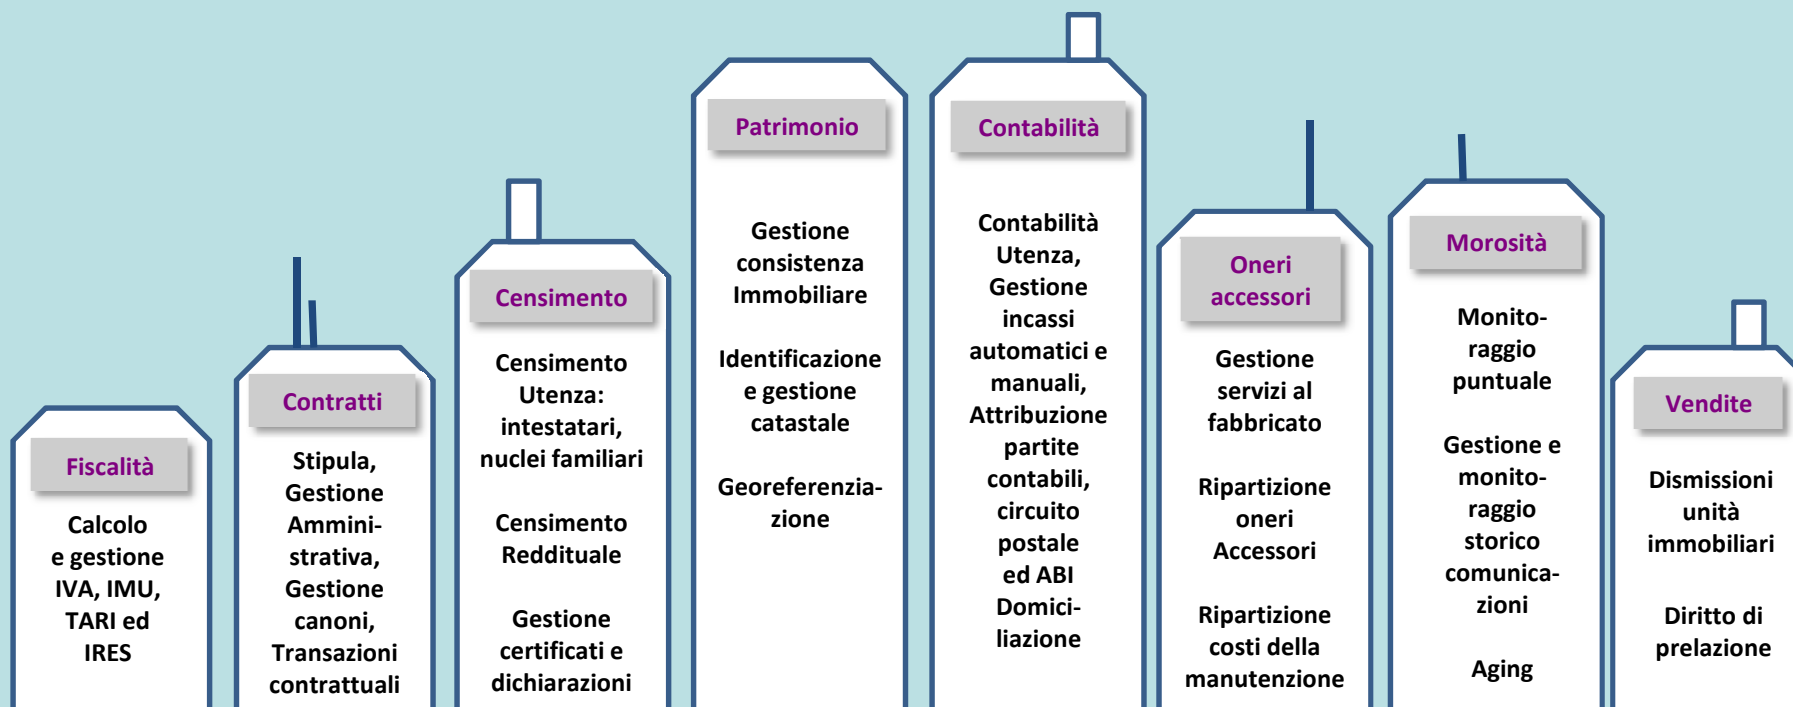 Fiscalità
Calcolo
e gestione
IVA, IMU,
TARI ed
IRES
Contratti
Stipula,
Gestione
Ammini-
strativa,
Gestione
canoni,
Transazioni
contrattuali
Censimento
Censimento
Utenza:
intestatari,
nuclei familiari
Censimento
Reddituale
Gestione
certificati e
dichiarazioni
Patrimonio
Gestione
consistenza
Immobiliare
Identificazione
e gestione
catastale
Georeferenzia-
zione
Contabilità
Contabilità
Utenza,
Gestione
incassi
automatici e
manuali,
Attribuzione
partite
contabili,
circuito
postale
ed ABI
Domici-
liazione
Oneri
accessori
Gestione
servizi al
fabbricato
Ripartizione
oneri
Accessori
Ripartizione
costi della
manutenzione
Morosità
Monito-
raggio
puntuale
Gestione e
monito-
raggio
storico
comunica-
zioni
Aging
Vendite
Dismissioni
unità
immobiliari
Diritto di
prelazione